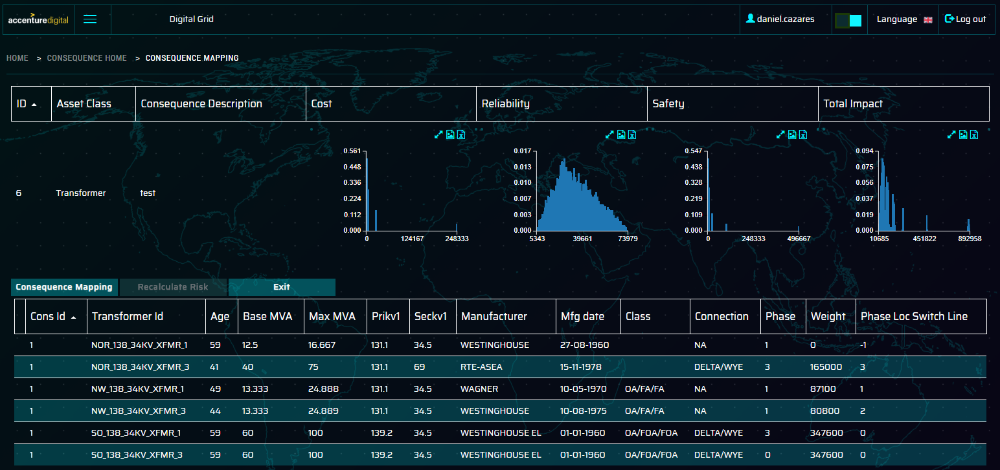 accenturedigital Digital Grid daniel.cazares Language Log out
HOME > CONSEQUENCE HOME > CONSEQUENCE MAPPING
ID Asset Class Consequence Description Cost Reliability Safety Total Impact
6 Transformer test
0.561
0.448
0.336
0.224
0.112
0.000
0 124167 248333
0.017
0.013
0.010
0.007
0.003
0.000
5343 39661 73979
0.547
0.438
0.328
0.219
0.109
0.000
0 248333 496667
0.094
0.075
0.056
0.037
0.019
0.000
10685 451822 892958
Consequence Mapping Recalculate Risk Exit
Cons Id Transformer Id Age Base MVA Max MVA Prikv1 Seckv1 Manufacturer Mfg date Class Connection Phase Weight Phase Loc Switch Line
1 NOR_138_34KV_XFMR_1 59 12.5 16.667 131.1 34.5 WESTINGHOUSE 27-08-1960 NA 1 0 -1
1 NOR_138_34KV_XFMR_3 41 40 75 131.1 69 RTE-ASEA 15-11-1978 DELTA/WYE 3 165000 3
1 NW_138_34KV_XFMR_1 49 13.333 24.888 131.1 34.5 WAGNER 10-05-1970 OA/FA/FA NA 1 87100 1
1 NW_138_34KV_XFMR_3 44 13.333 24.889 131.1 34.5 WESTINGHOUSE 10-08-1975 OA/FA/FA NA 1 80800 2
1 SO_138_34KV_XFMR_1 59 60 100 139.2 34.5 WESTINGHOUSE EL 01-01-1960 OA/FOA/FOA DELTA/WYE 3 347600 0
1 SO_138_34KV_XFMR_3 59 60 100 139.2 34.5 WESTINGHOUSE EL 01-01-1960 OA/FOA/FOA DELTA/WYE 0 347600 0